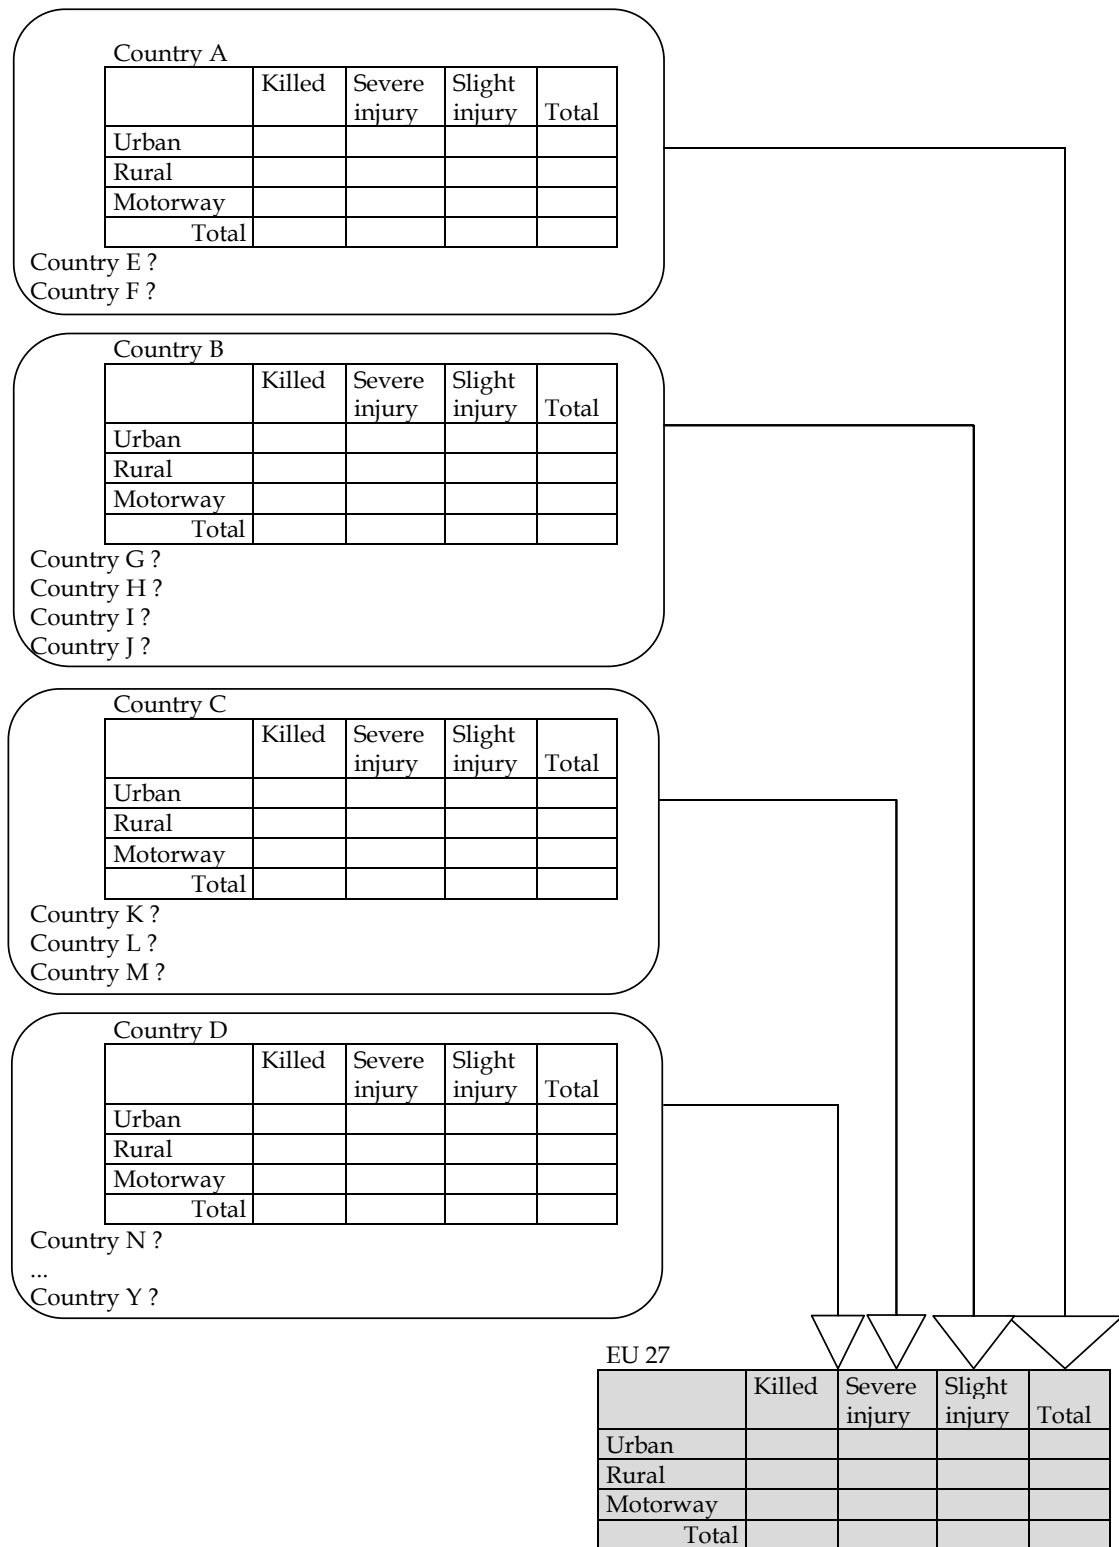 Country A
Killed Severe Slight
injury injury Total
Urban
Rural
Motorway
Total
Country E ?
Country F ?
Country B
Killed Severe Slight
injury injury Total
Urban
Rural
Motorway
Total
Country G ?
Country H ?
Country I ?
Country J ?
Country C
Killed Severe Slight
injury injury Total
Urban
Rural
Motorway
Total
Country K ?
Country L ?
Country M ?
Country D
Killed Severe Slight
injury injury Total
Urban
Rural
Motorway
Total
Country N ?
...
Country Y ?
EU 27
Killed Severe Slight
injury injury Total
Urban
Rural
Motorway
Total